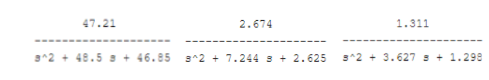 47.21 2.674 1.311
--------------------- --------------------- ---------------------
s^2 + 48.5 s + 46.85 s^2 + 7.244 s + 2.625 s^2 + 3.627 s + 1.298